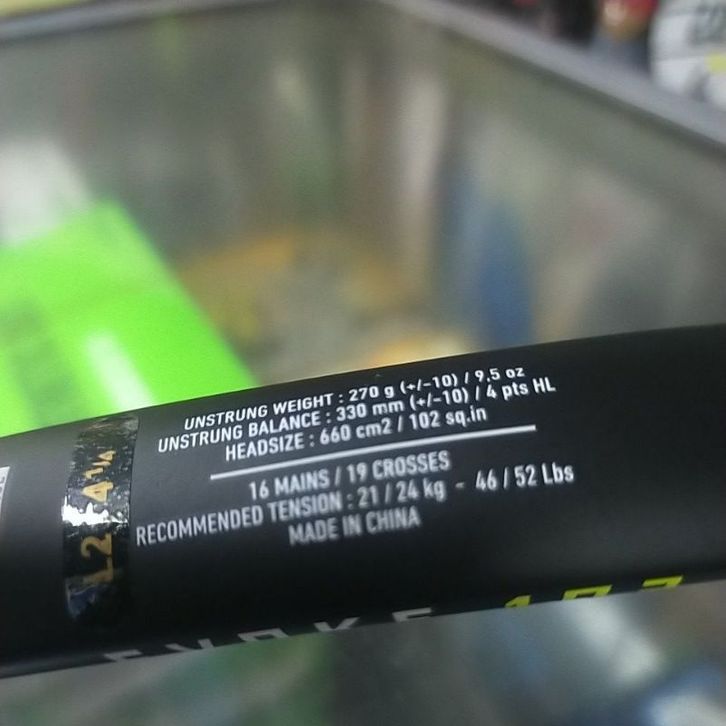 UNSTRUNG WEIGHT : 270 g (+/-10) / 9.5 oz
UNSTRUNG BALANCE : 330 mm (+/-10) / 4 pts HL
HEADSIZE : 660 cm2 / 102 sq.in
16 MAINS / 19 CROSSES
RECOMMENDED TENSION : 21 / 24 kg - 46 / 52 Lbs
MADE IN CHINA
L2 - 4 1/4
EVOKE